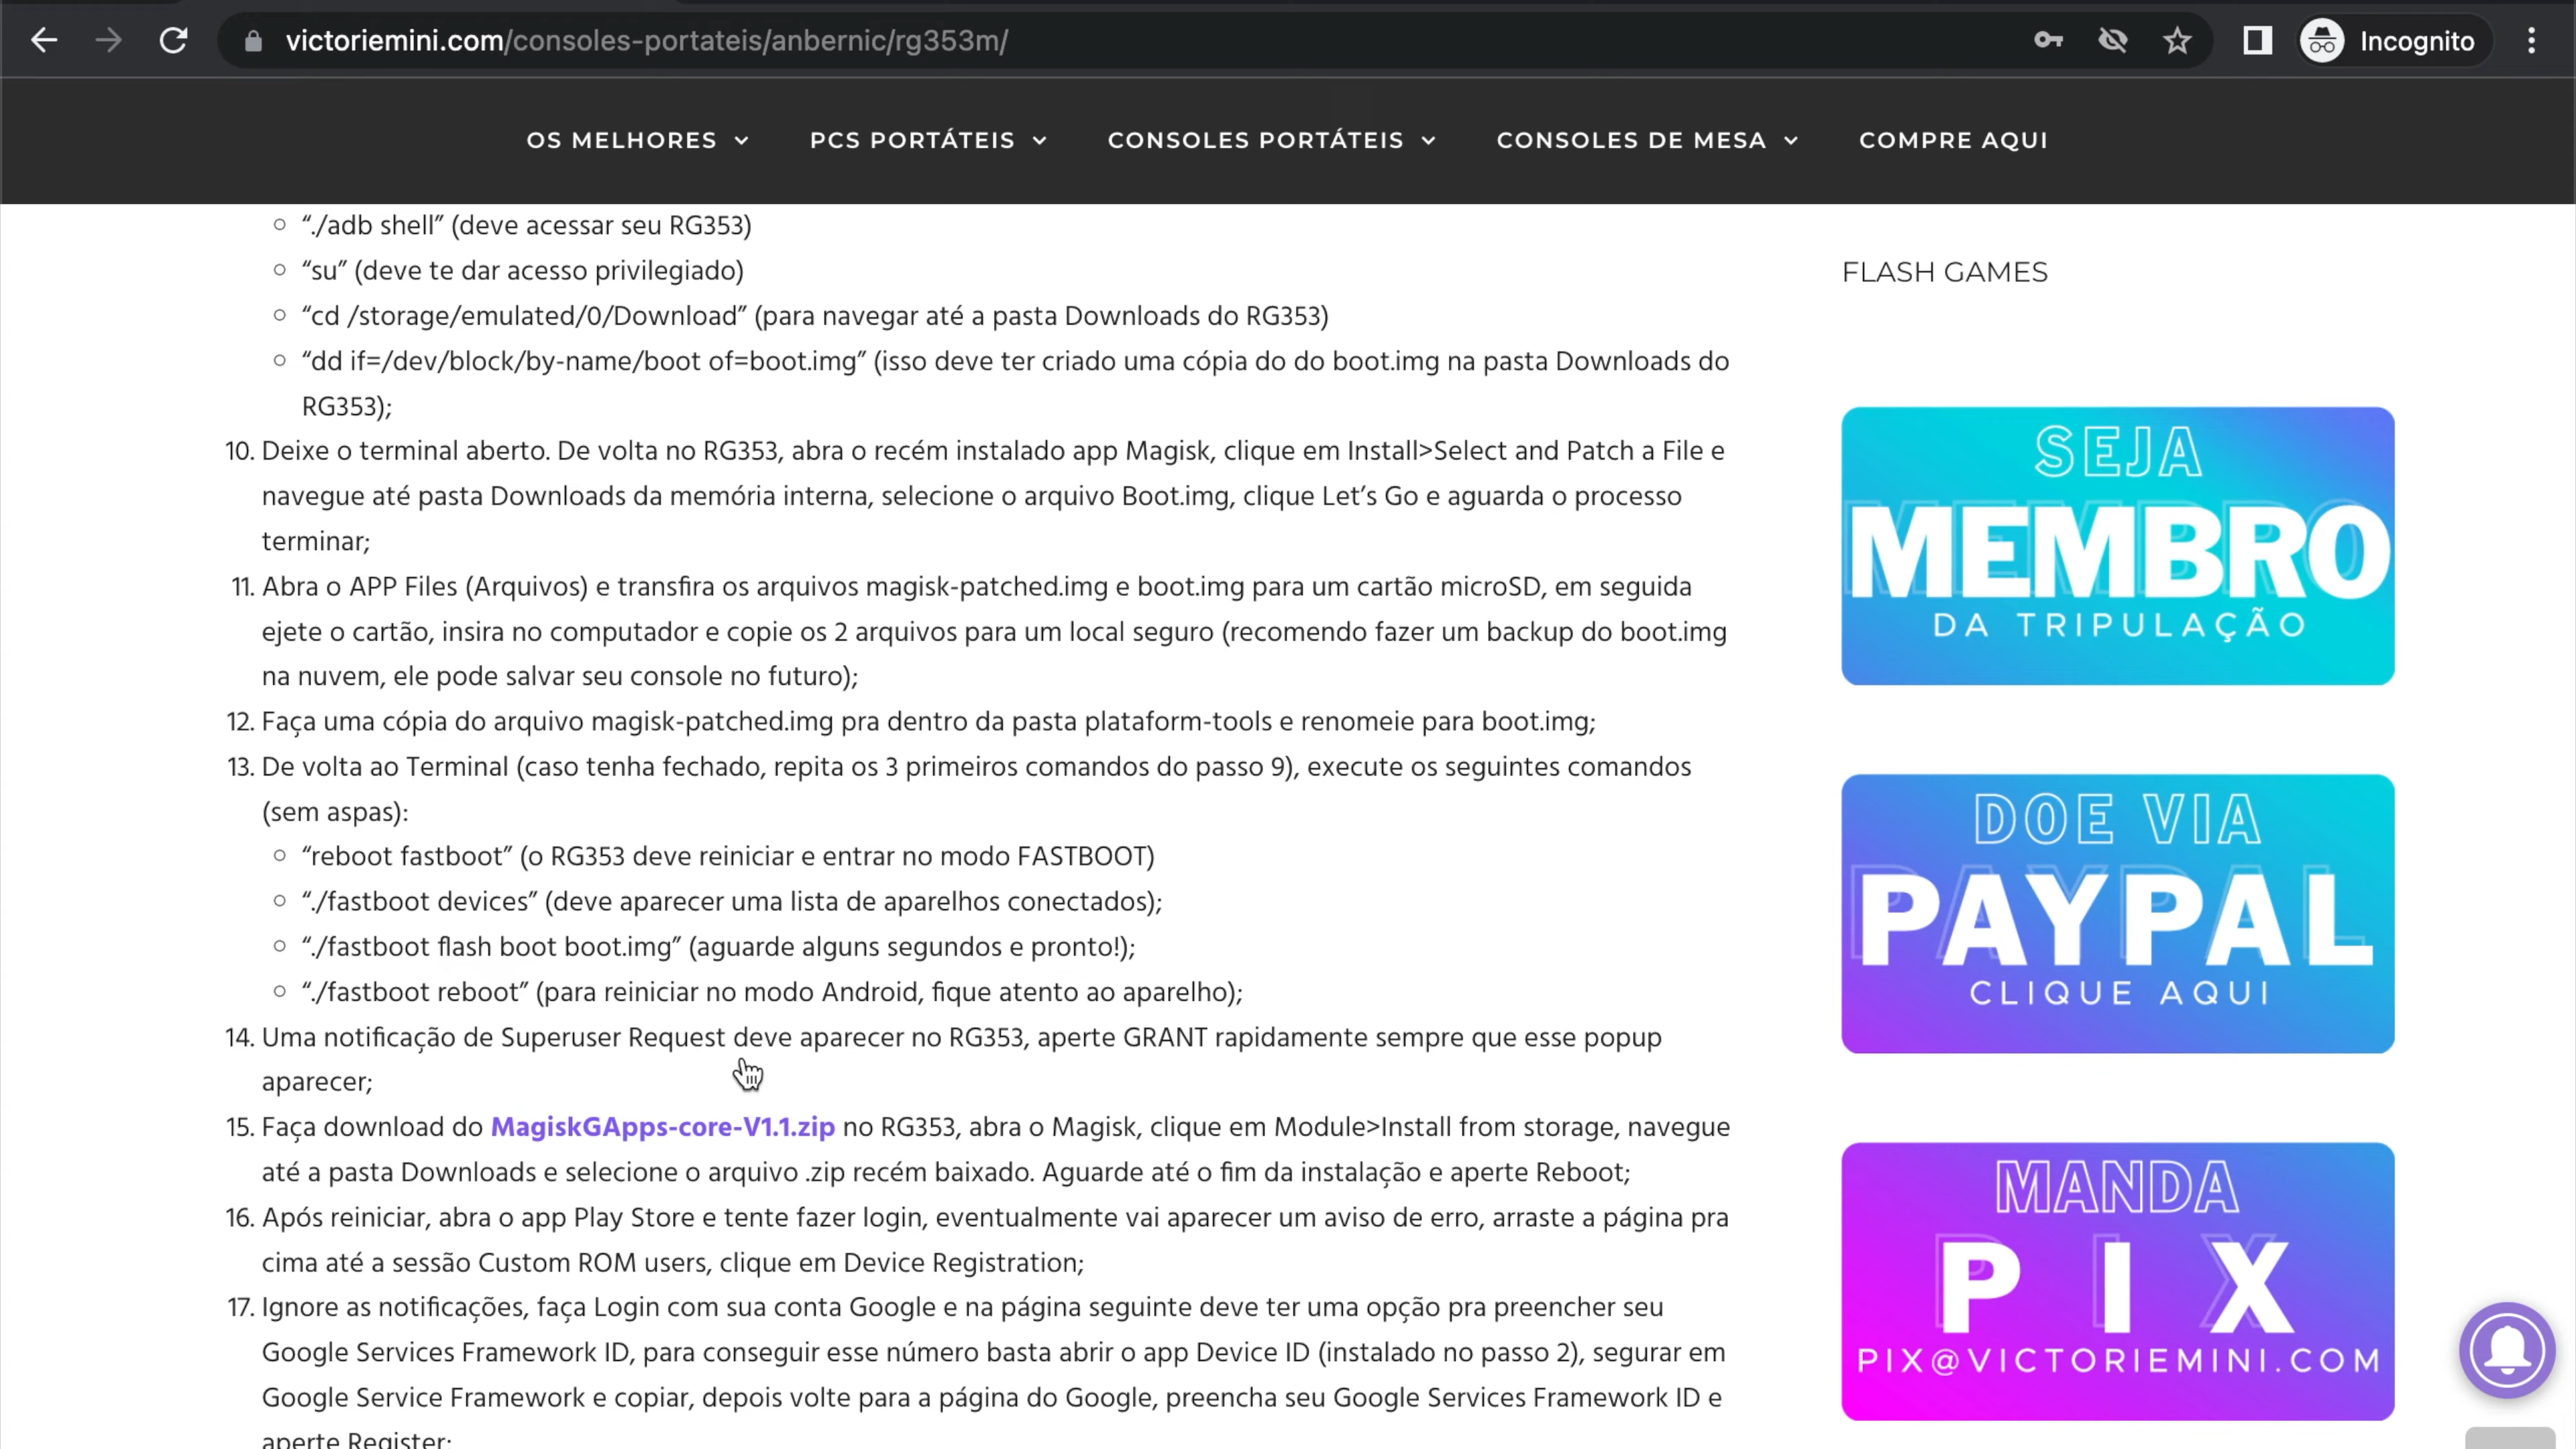 victoriemini.com/consoles-portateis/anbernic/rg353m/
Incognito
OS MELHORES
PCS PORTÁTEIS
CONSOLES PORTÁTEIS
CONSOLES DE MESA
COMPRE AQUI
“./adb shell” (deve acessar seu RG353)
“su” (deve te dar acesso privilegiado)
“cd /storage/emulated/0/Download” (para navegar até a pasta Downloads do RG353)
“dd if=/dev/block/by-name/boot of=boot.img” (isso deve ter criado uma cópia do do boot.img na pasta Downloads do
RG353);
10. Deixe o terminal aberto. De volta no RG353, abra o recém instalado app Magisk, clique em Install>Select and Patch a File e
navegue até pasta Downloads da memória interna, selecione o arquivo Boot.img, clique Let’s Go e aguarda o processo
terminar;
11. Abra o APP Files (Arquivos) e transfira os arquivos magisk-patched.img e boot.img para um cartão microSD, em seguida
ejete o cartão, insira no computador e copie os 2 arquivos para um local seguro (recomendo fazer um backup do boot.img
na nuvem, ele pode salvar seu console no futuro);
12. Faça uma cópia do arquivo magisk-patched.img pra dentro da pasta plataform-tools e renomeie para boot.img;
13. De volta ao Terminal (caso tenha fechado, repita os 3 primeiros comandos do passo 9), execute os seguintes comandos
(sem aspas):
“reboot fastboot” (o RG353 deve reiniciar e entrar no modo FASTBOOT)
“./fastboot devices” (deve aparecer uma lista de aparelhos conectados);
“./fastboot flash boot boot.img” (aguarde alguns segundos e pronto!);
“./fastboot reboot” (para reiniciar no modo Android, fique atento ao aparelho);
14. Uma notificação de Superuser Request deve aparecer no RG353, aperte GRANT rapidamente sempre que esse popup
aparecer;
15. Faça download do MagiskGApps-core-V1.1.zip no RG353, abra o Magisk, clique em Module>Install from storage, navegue
até a pasta Downloads e selecione o arquivo .zip recém baixado. Aguarde até o fim da instalação e aperte Reboot;
16. Após reiniciar, abra o app Play Store e tente fazer login, eventualmente vai aparecer um aviso de erro, arraste a página pra
cima até a sessão Custom ROM users, clique em Device Registration;
17. Ignore as notificações, faça Login com sua conta Google e na página seguinte deve ter uma opção pra preencher seu
Google Services Framework ID, para conseguir esse número basta abrir o app Device ID (instalado no passo 2), segurar em
Google Service Framework e copiar, depois volte para a página do Google, preencha seu Google Services Framework ID e
aperte Register;
FLASH GAMES
SEJA
MEMBRO
DA TRIPULAÇÃO
DOE VIA
PAYPAL
CLIQUE AQUI
MANDA
PIX
PIX@VICTORIEMINI.COM